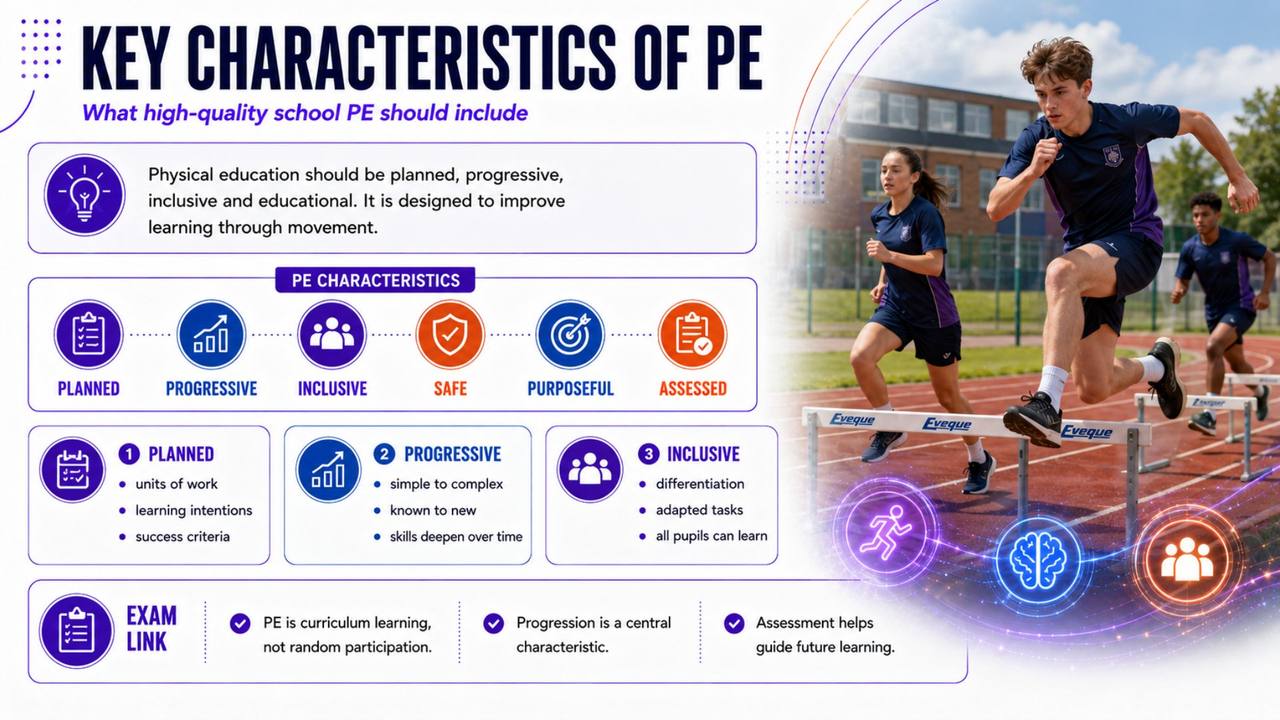 KEY CHARACTERISTICS OF PE
What high-quality school PE should include
Physical education should be planned, progressive,
inclusive and educational. It is designed to improve
learning through movement.
PE CHARACTERISTICS
PLANNED
PROGRESSIVE
INCLUSIVE
SAFE
PURPOSEFUL
ASSESSED
1 PLANNED
• units of work
• learning intentions
• success criteria
2 PROGRESSIVE
• simple to complex
• known to new
• skills deepen over time
3 INCLUSIVE
• differentiation
• adapted tasks
• all pupils can learn
EXAM
LINK
PE is curriculum learning,
not random participation.
Progression is a central
characteristic.
Assessment helps
guide future learning.
Eveque
Eveque
Eveque